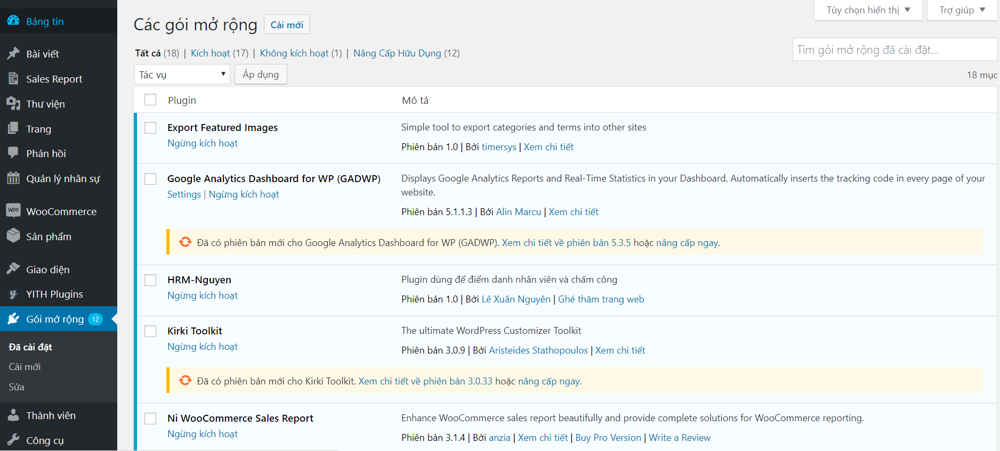 Bảng tin
Bài viết
Sales Report
Thư viện
Trang
Phản hồi
Quản lý nhân sự
Woo WooCommerce
Sản phẩm
Giao diện
YITH Plugins
Gói mở rộng 12
Đã cài đặt
Cài mới
Sửa
Thành viên
Công cụ
Tùy chọn hiển thị
Trợ giúp
Các gói mở rộng Cài mới
Tất cả (18) | Kích hoạt (17) | Không kích hoạt (1) | Nâng Cấp Hữu Dụng (12)
Tìm gói mở rộng đã cài đặt...
Tác vụ Áp dụng
18 mục
Plugin Mô tả
Export Featured Images
Ngừng kích hoạt
Simple tool to export categories and terms into other sites
Phiên bản 1.0 | Bởi timersys | Xem chi tiết
Google Analytics Dashboard for WP (GADWP)
Settings | Ngừng kích hoạt
Displays Google Analytics Reports and Real-Time Statistics in your Dashboard. Automatically inserts the tracking code in every page of your
website.
Phiên bản 5.1.1.3 | Bởi Alin Marcu | Xem chi tiết
Đã có phiên bản mới cho Google Analytics Dashboard for WP (GADWP). Xem chi tiết về phiên bản 5.3.5 hoặc nâng cấp ngay.
HRM-Nguyen
Ngừng kích hoạt
Plugin dùng để điểm danh nhân viên và chấm công
Phiên bản 1.0 | Bởi Lê Xuân Nguyên | Ghé thăm trang web
Kirki Toolkit
Ngừng kích hoạt
The ultimate WordPress Customizer Toolkit
Phiên bản 3.0.9 | Bởi Aristeides Stathopoulos | Xem chi tiết
Đã có phiên bản mới cho Kirki Toolkit. Xem chi tiết về phiên bản 3.0.33 hoặc nâng cấp ngay.
Ni WooCommerce Sales Report
Ngừng kích hoạt
Enhance WooCommerce sales report beautifully and provide complete solutions for WooCommerce reporting.
Phiên bản 3.1.4 | Bởi anzia | Xem chi tiết | Buy Pro Version | Write a Review